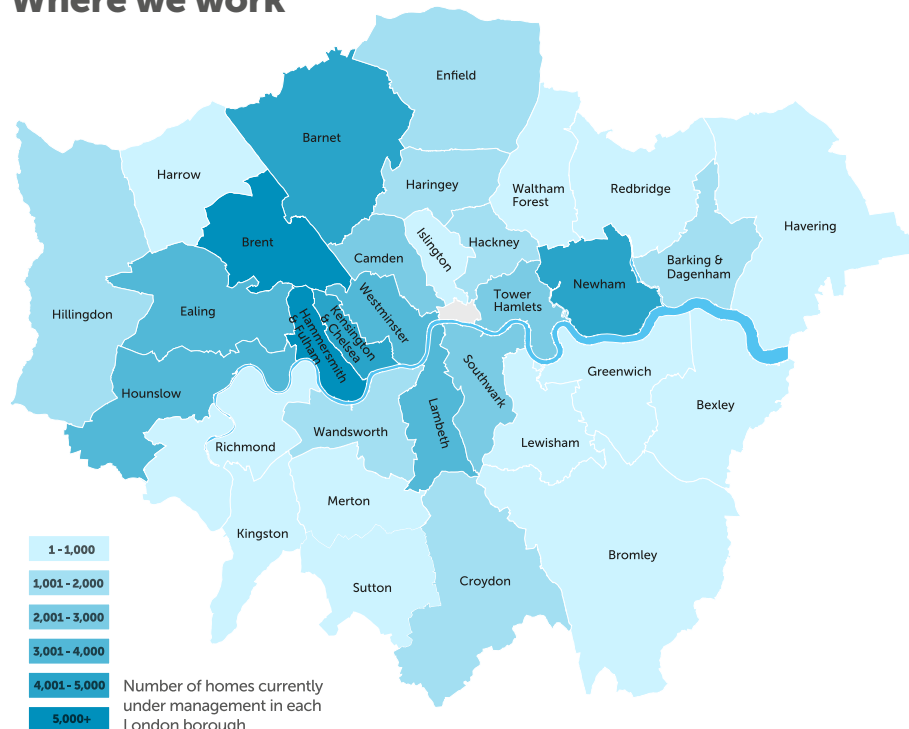 Where we work
Enfield
Barnet
Harrow
Haringey
Waltham
Forest
Redbridge
Havering
Brent
Islington
Hackney
Camden
Barking &
Dagenham
Newham
Tower
Hamlets
Hillingdon
Ealing
Westminster
Kensington
& Chelsea
Hammersmith
& Fulham
Hounslow
Southwark
Greenwich
Bexley
Lambeth
Wandsworth
Richmond
Lewisham
Merton
Kingston
Bromley
Sutton
Croydon
1 - 1,000
1,001 - 2,000
2,001 - 3,000
3,001 - 4,000
4,001 - 5,000
5,000+
Number of homes currently
under management in each
London borough